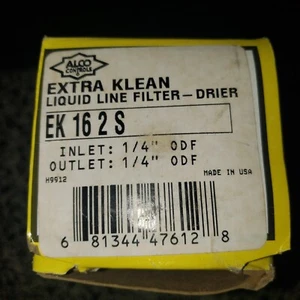 ALCO
CONTROLS
EXTRA KLEAN
LIQUID LINE FILTER-DRIER
EK 16 2 S
INLET: 1/4" ODF
OUTLET: 1/4" ODF
H9912
MADE IN USA
6 81344 47612 8